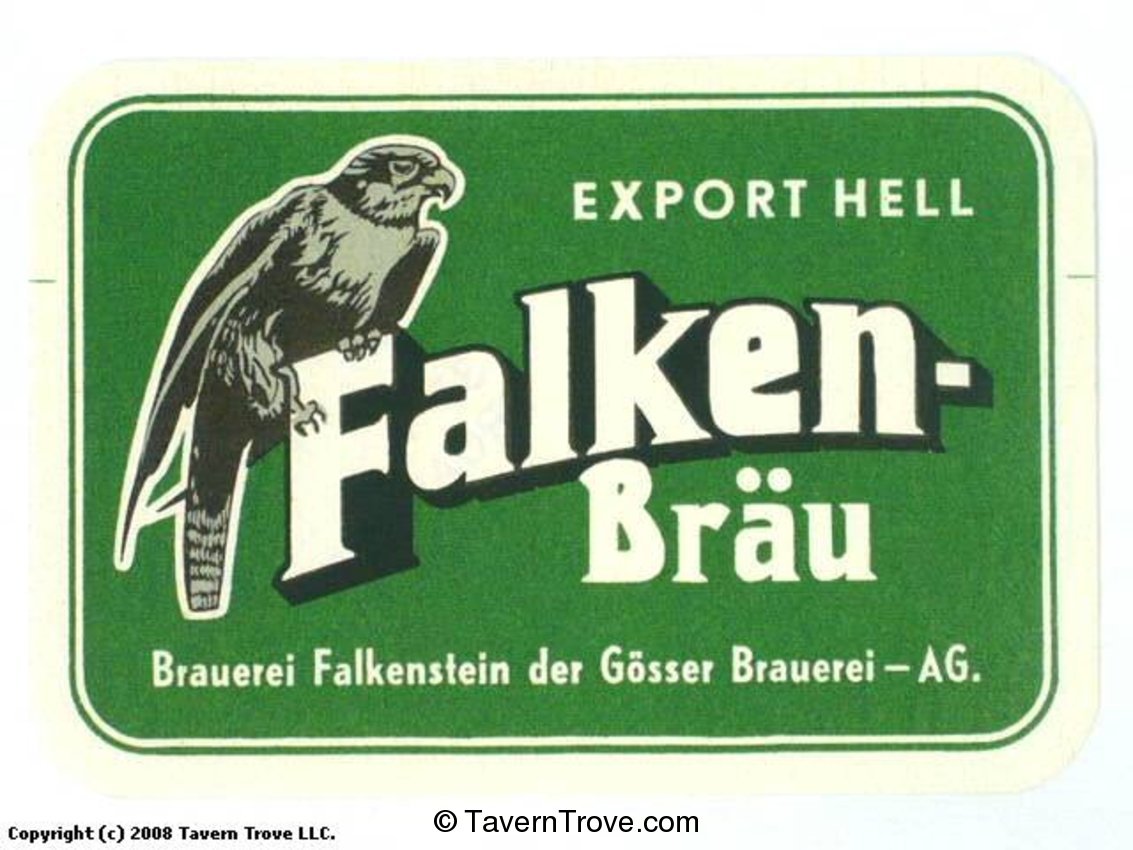 EXPORT HELL
Falken-
Bräu
Brauerei Falkenstein der Gösser Brauerei – AG.
Copyright (c) 2008 Tavern Trove LLC.
© TavernTrove.com